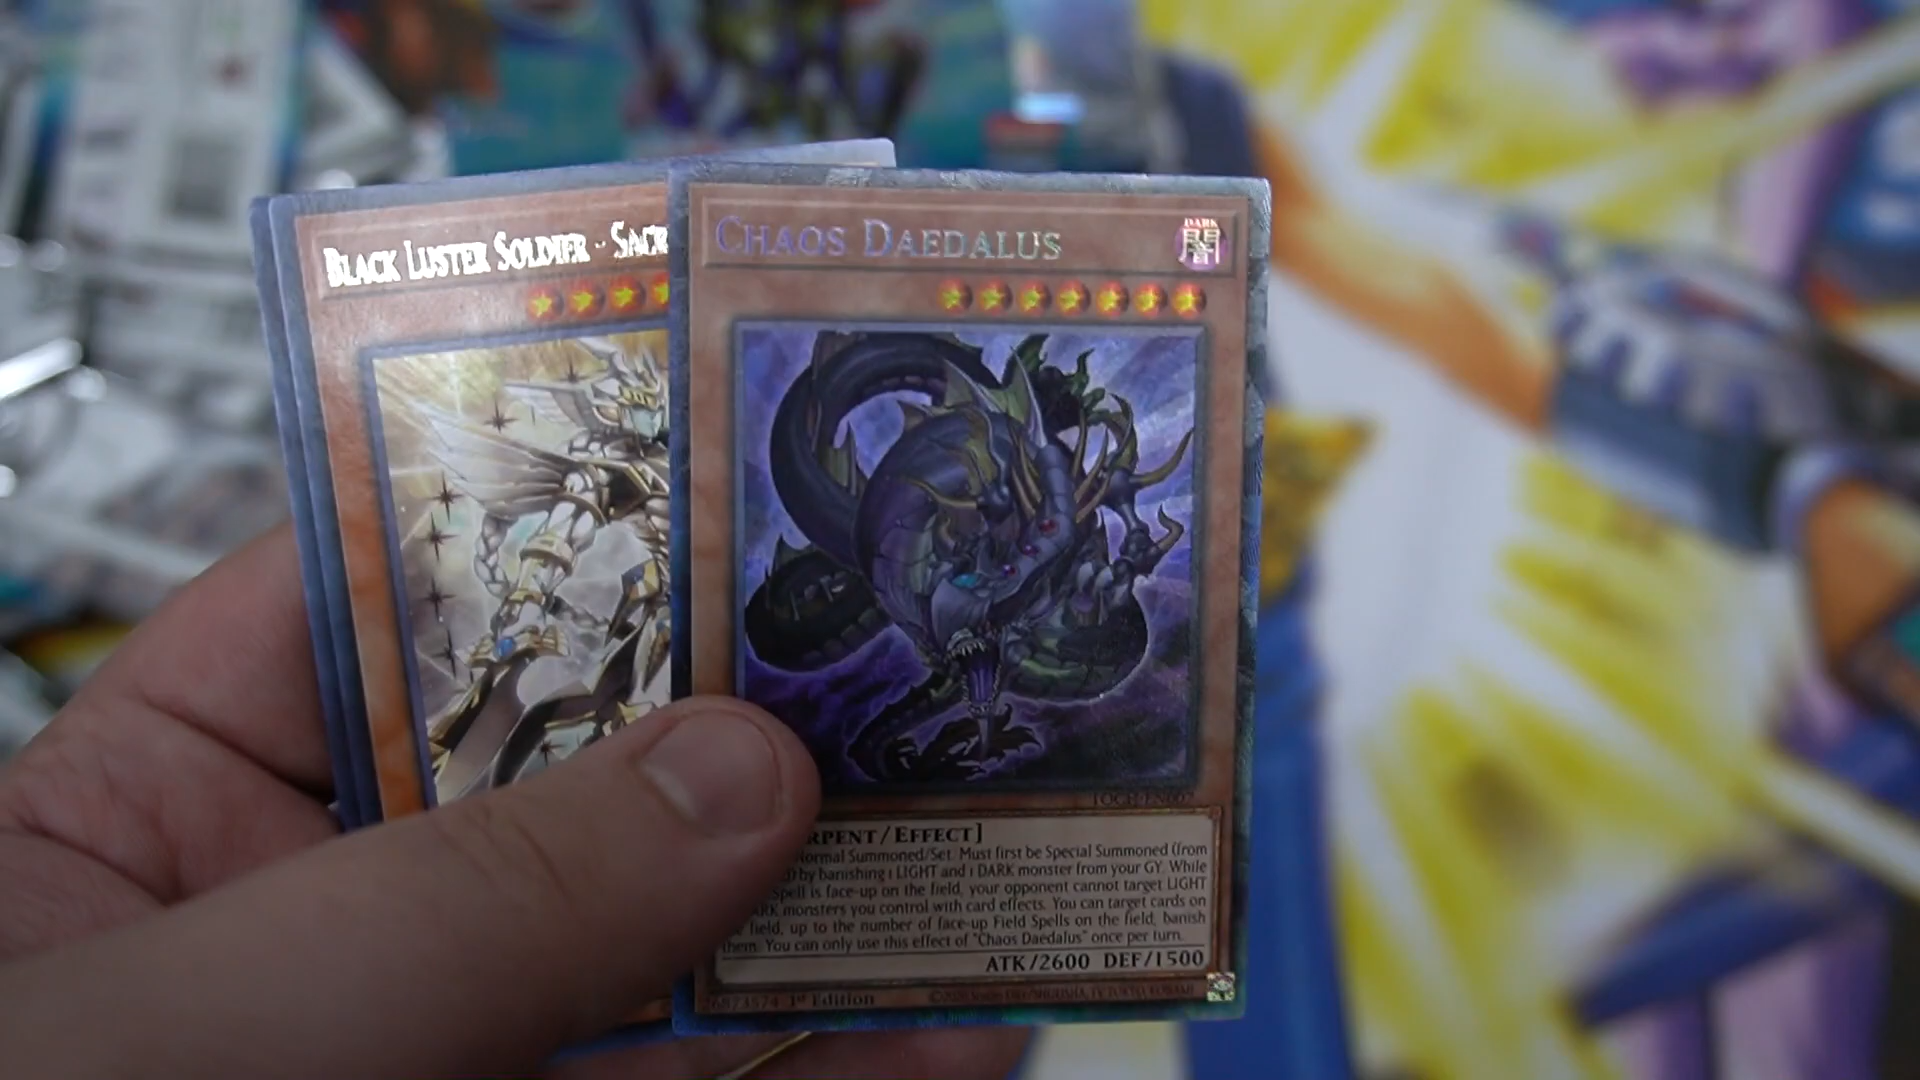 BLACK LUSTER SOLDIER - SACR
CHAOS DAEDALUS
DARK
闇
RPENT/EFFECT]
ormal Summoned/Set. Must first be Special Summoned (from
) by banishing 1 LIGHT and 1 DARK monster from your GY. While
Spell is face-up on the field, your opponent cannot target LIGHT
ARK monsters you control with card effects. You can target cards on
e field, up to the number of face-up Field Spells on the field; banish
them. You can only use this effect of "Chaos Daedalus" once per turn.
ATK/2600 DEF/1500
1st Edition